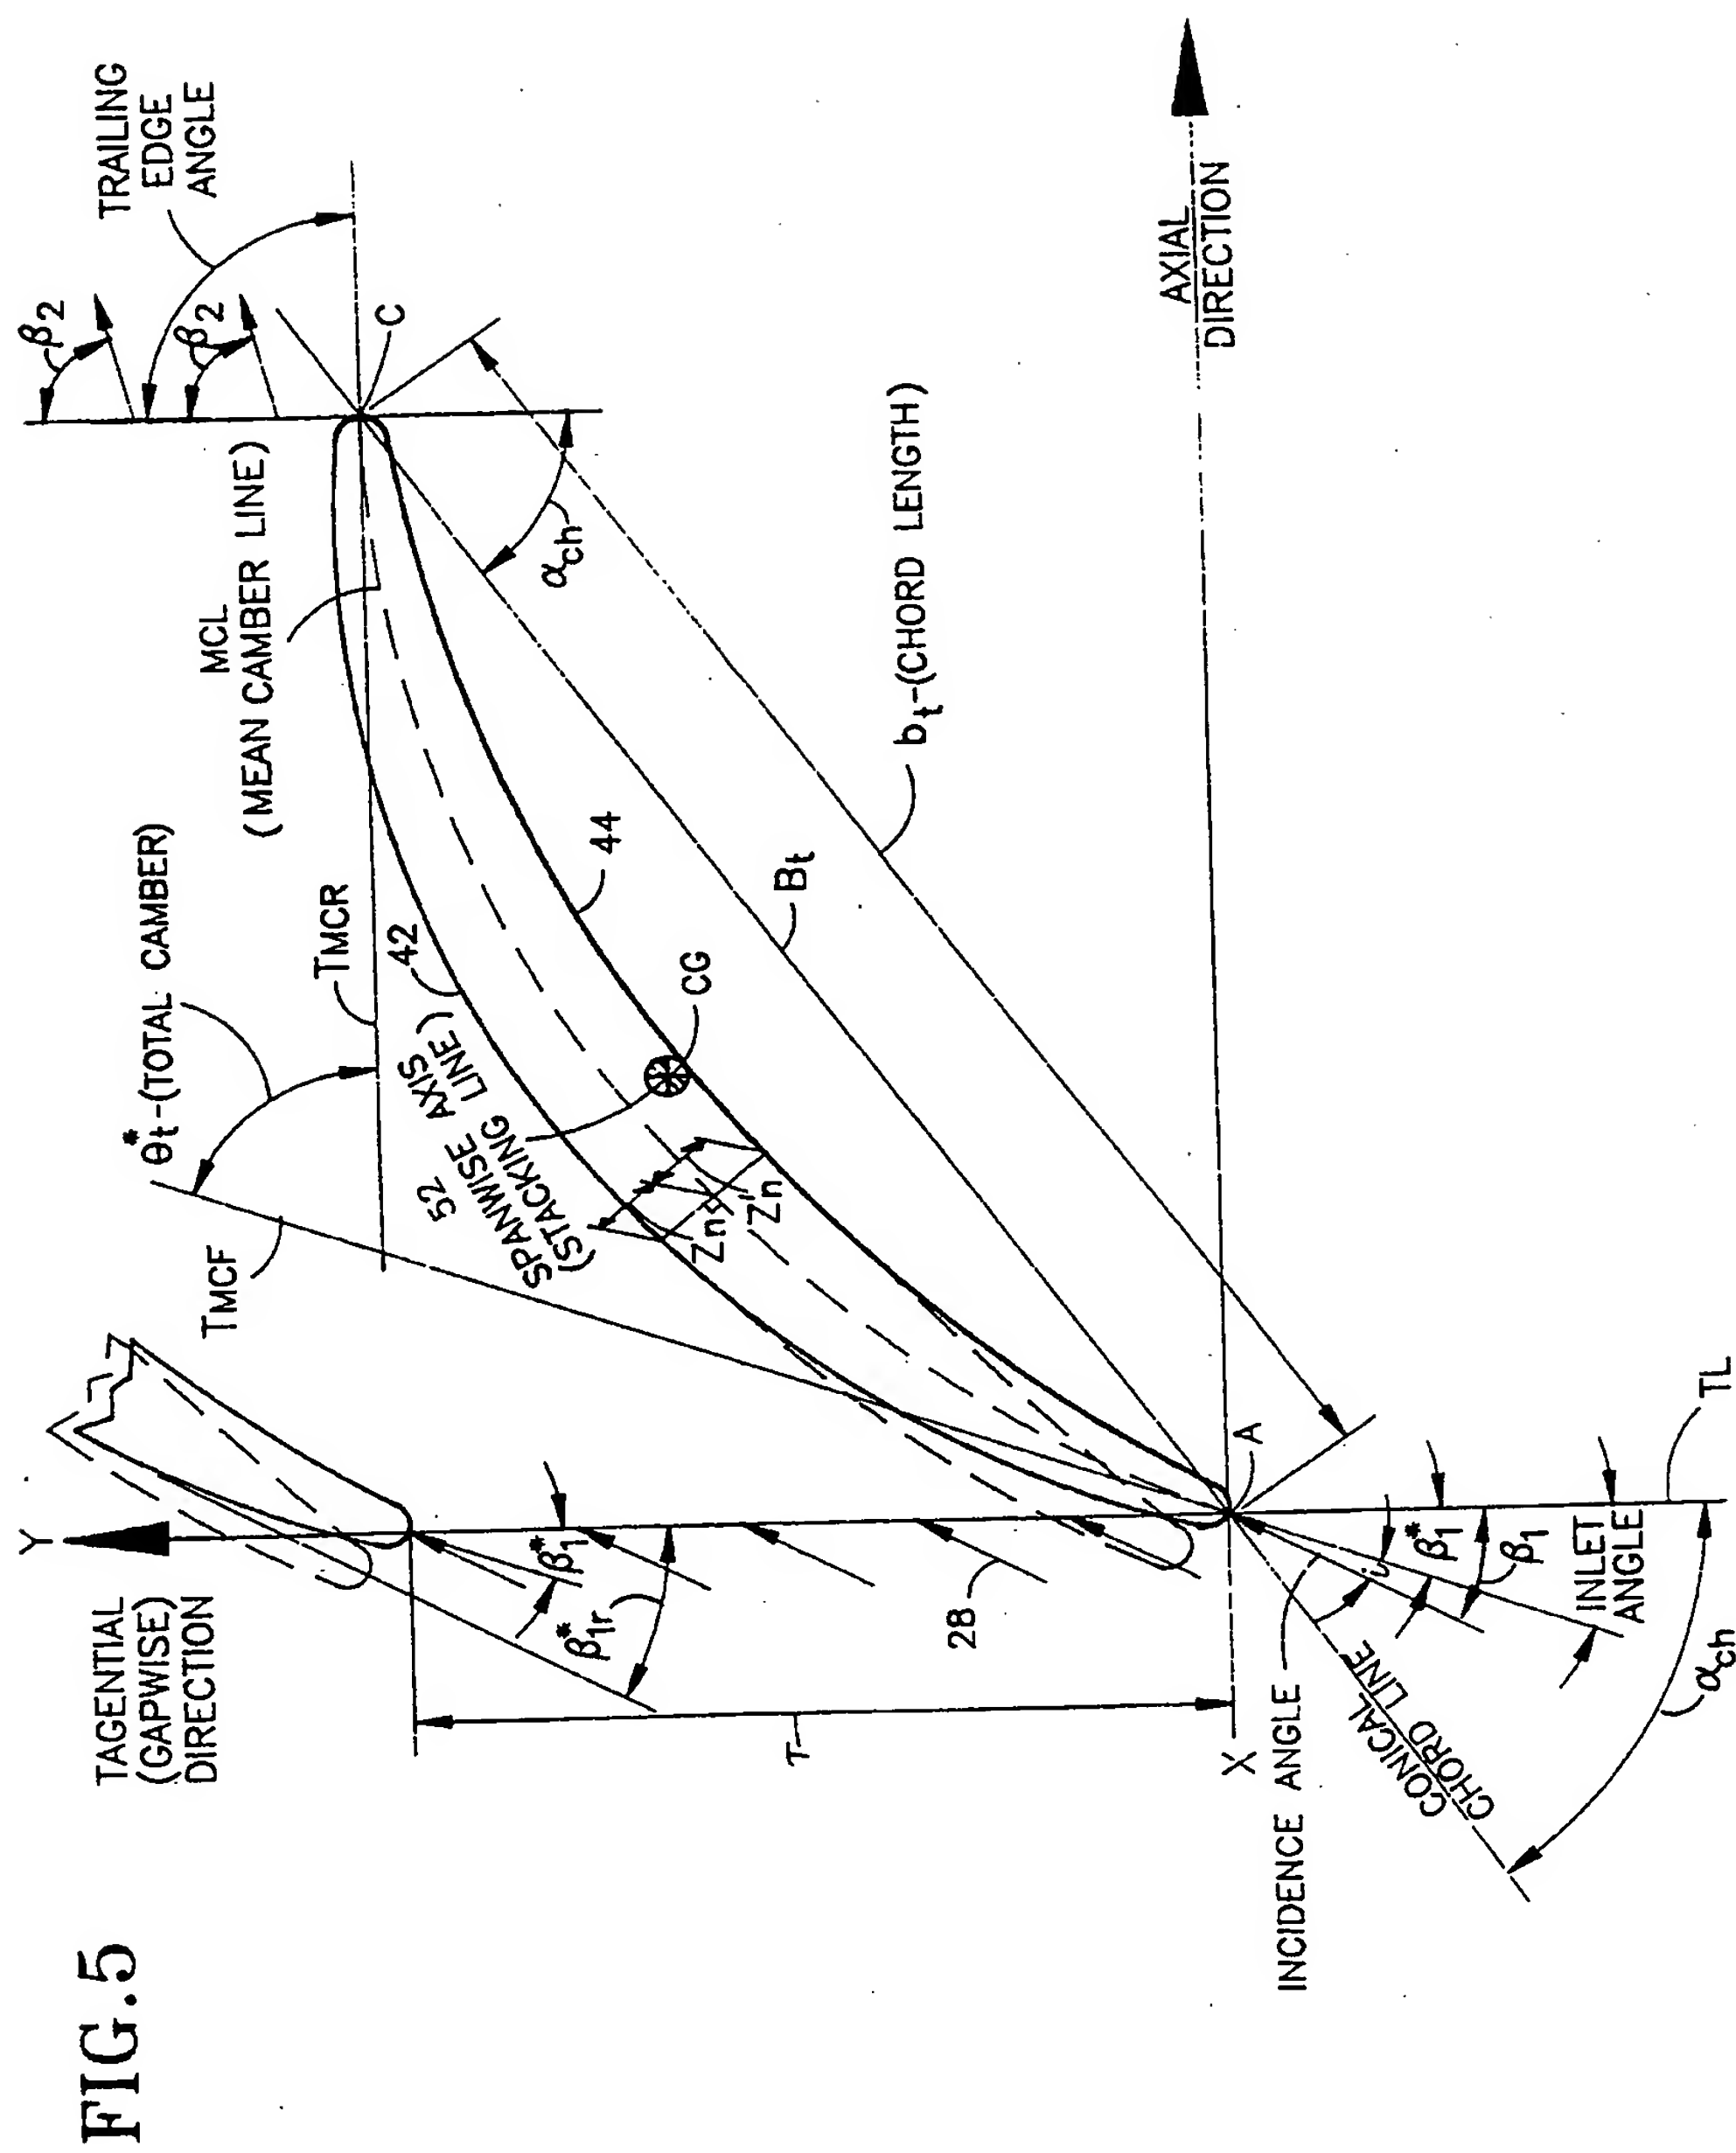 FIG.5
TAGENTIAL
(GAPWISE)
DIRECTION
Y
β*1r
β*1
28
τ
X
INCIDENCE ANGLE
CONICAL
CHORD LINE
αch
INLET
ANGLE
β1
β*1
i
TL
A
TMCF
θ*t-(TOTAL CAMBER)
TMCR
42
52
SPANWISE AXIS
(STACKING LINE)
Zn
Z'n
CG
44
Bt
bt-(CHORD LENGTH)
MCL
(MEAN CAMBER LINE)
αch
C
β2
β2
TRAILING
EDGE
ANGLE
AXIAL
DIRECTION